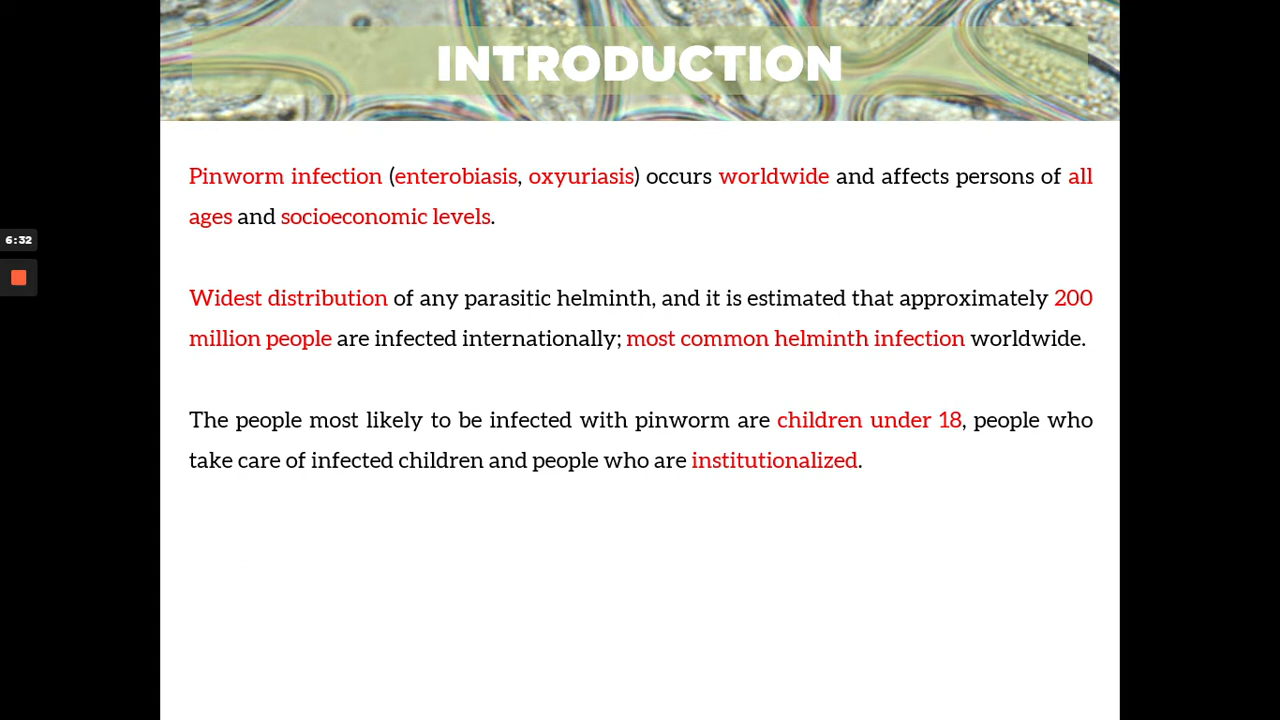 INTRODUCTION
Pinworm infection (enterobiasis, oxyuriasis) occurs worldwide and affects persons of all
ages and socioeconomic levels.
6:32
Widest distribution of any parasitic helminth, and it is estimated that approximately 200
million people are infected internationally; most common helminth infection worldwide.
The people most likely to be infected with pinworm are children under 18, people who
take care of infected children and people who are institutionalized.